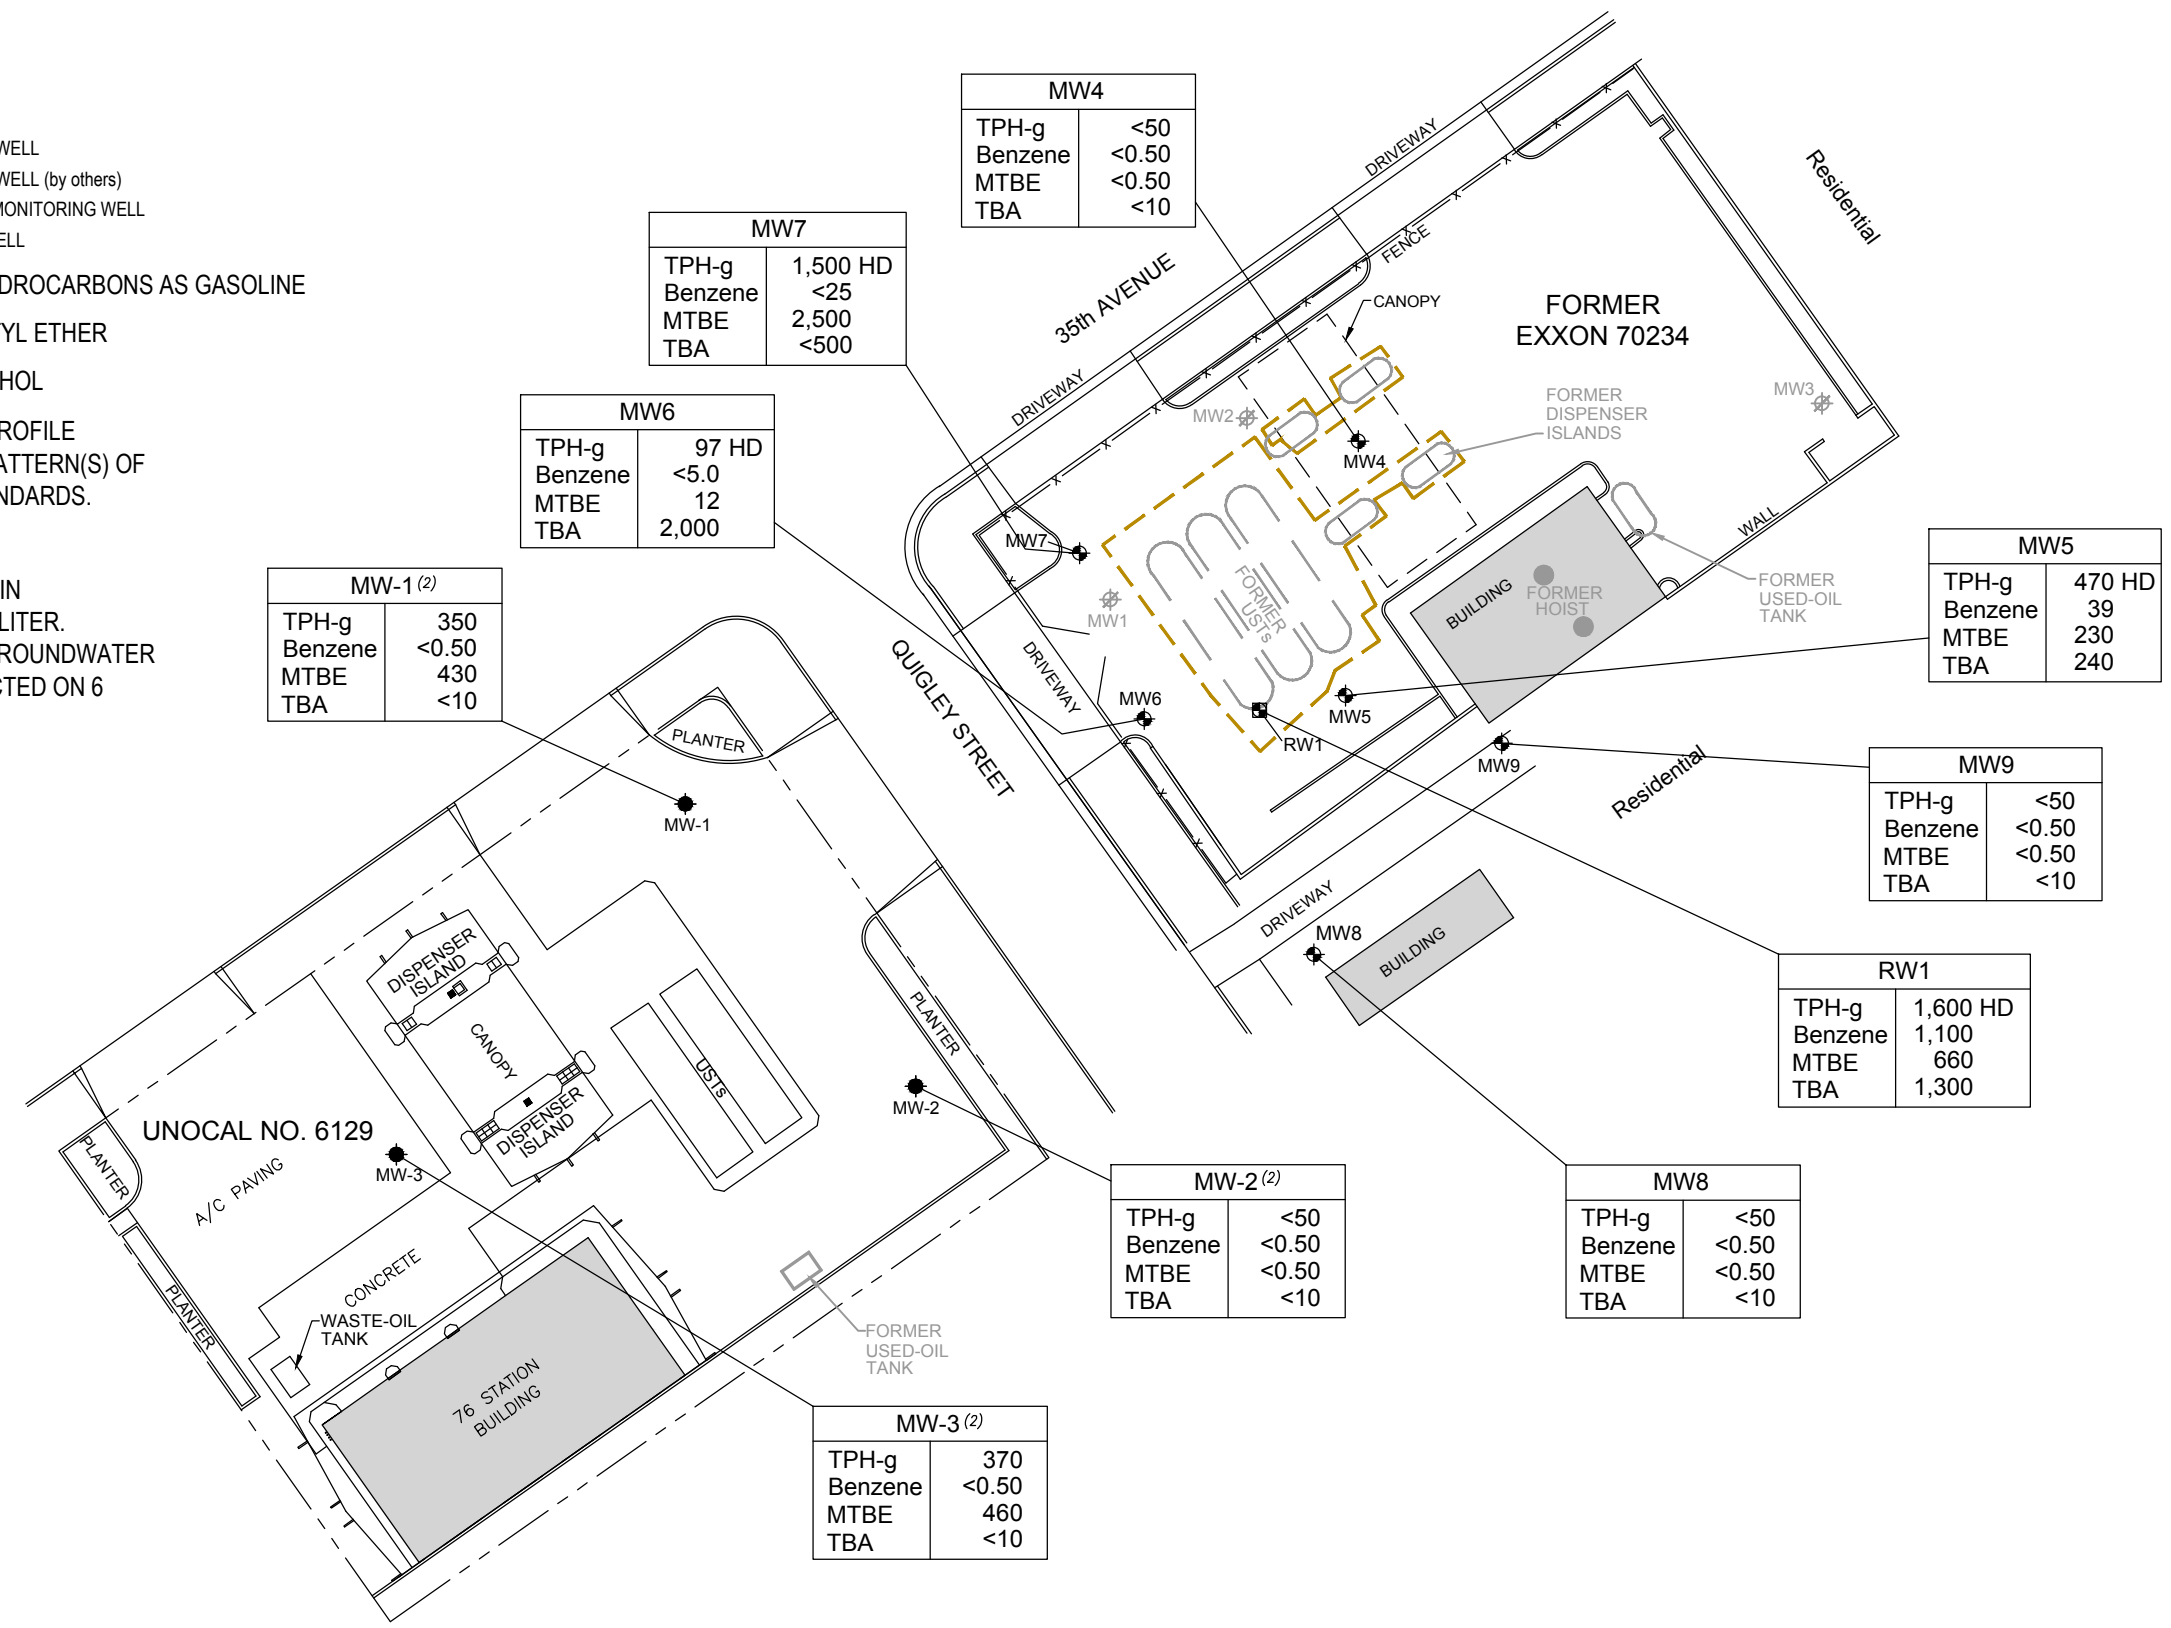 WELL
WELL (by others)
MONITORING WELL
ELL
DROCARBONS AS GASOLINE
TYL ETHER
HOL
ROFILE
ATTERN(S) OF
NDARDS.
IN
LITER.
ROUNDWATER
CTED ON 6
MW4
TPH-g <50
Benzene <0.50
MTBE <0.50
TBA <10
MW7
TPH-g 1,500 HD
Benzene <25
MTBE 2,500
TBA <500
MW6
TPH-g 97 HD
Benzene <5.0
MTBE 12
TBA 2,000
MW-1 (2)
TPH-g 350
Benzene <0.50
MTBE 430
TBA <10
35th AVENUE
DRIVEWAY
DRIVEWAY
FENCE
CANOPY
Residential
FORMER
EXXON 70234
FORMER
DISPENSER
ISLANDS
MW3
MW2
MW4
MW7
MW1
FORMER
USTs
BUILDING
FORMER
HOIST
WALL
FORMER
USED-OIL
TANK
MW5
TPH-g 470 HD
Benzene 39
MTBE 230
TBA 240
QUIGLEY STREET
DRIVEWAY
MW6
MW5
RW1
MW9
Residential
MW9
TPH-g <50
Benzene <0.50
MTBE <0.50
TBA <10
DRIVEWAY
MW8
BUILDING
RW1
TPH-g 1,600 HD
Benzene 1,100
MTBE 660
TBA 1,300
PLANTER
MW-1
DISPENSER
ISLAND
CANOPY
DISPENSER
ISLAND
USTs
PLANTER
MW-2
UNOCAL NO. 6129
PLANTER
A/C PAVING
MW-3
PLANTER
CONCRETE
WASTE-OIL
TANK
76 STATION
BUILDING
FORMER
USED-OIL
TANK
MW-2 (2)
TPH-g <50
Benzene <0.50
MTBE <0.50
TBA <10
MW8
TPH-g <50
Benzene <0.50
MTBE <0.50
TBA <10
MW-3 (2)
TPH-g 370
Benzene <0.50
MTBE 460
TBA <10